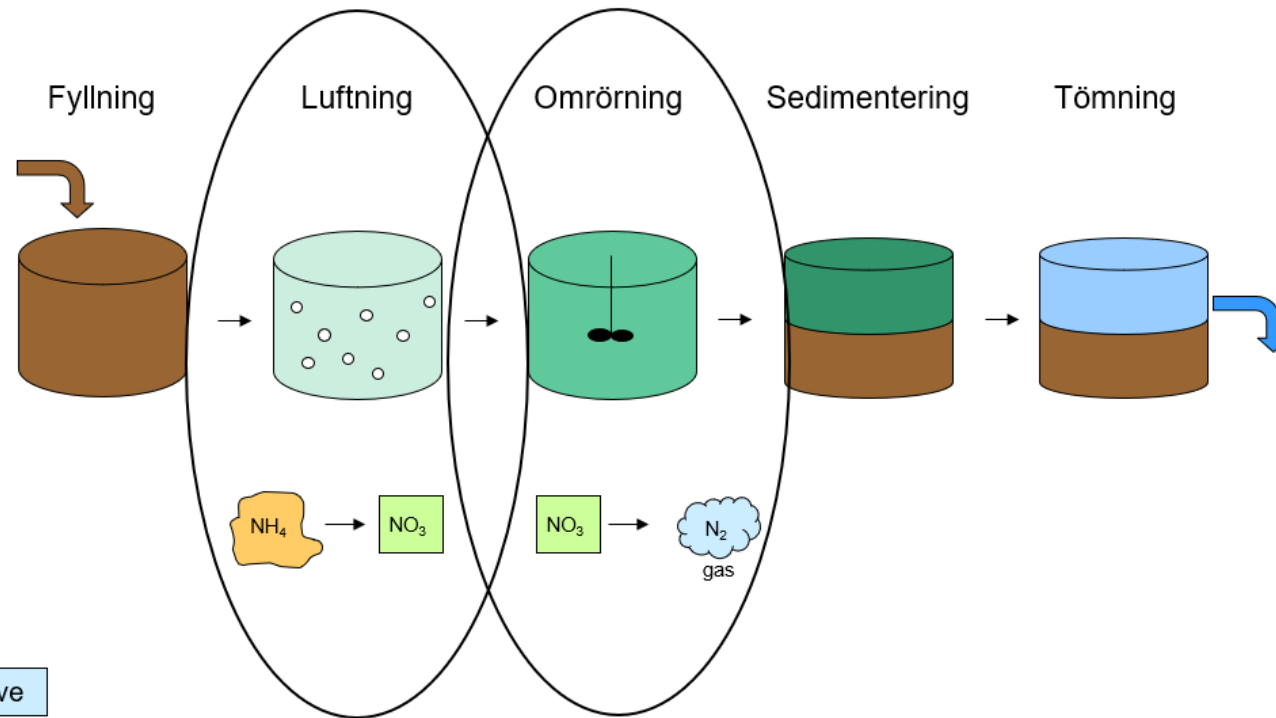 Fyllning
Luftning
Omrörning
Sedimentering
Tömning
NH₄
NO₃
NO₃
N₂
gas
ve